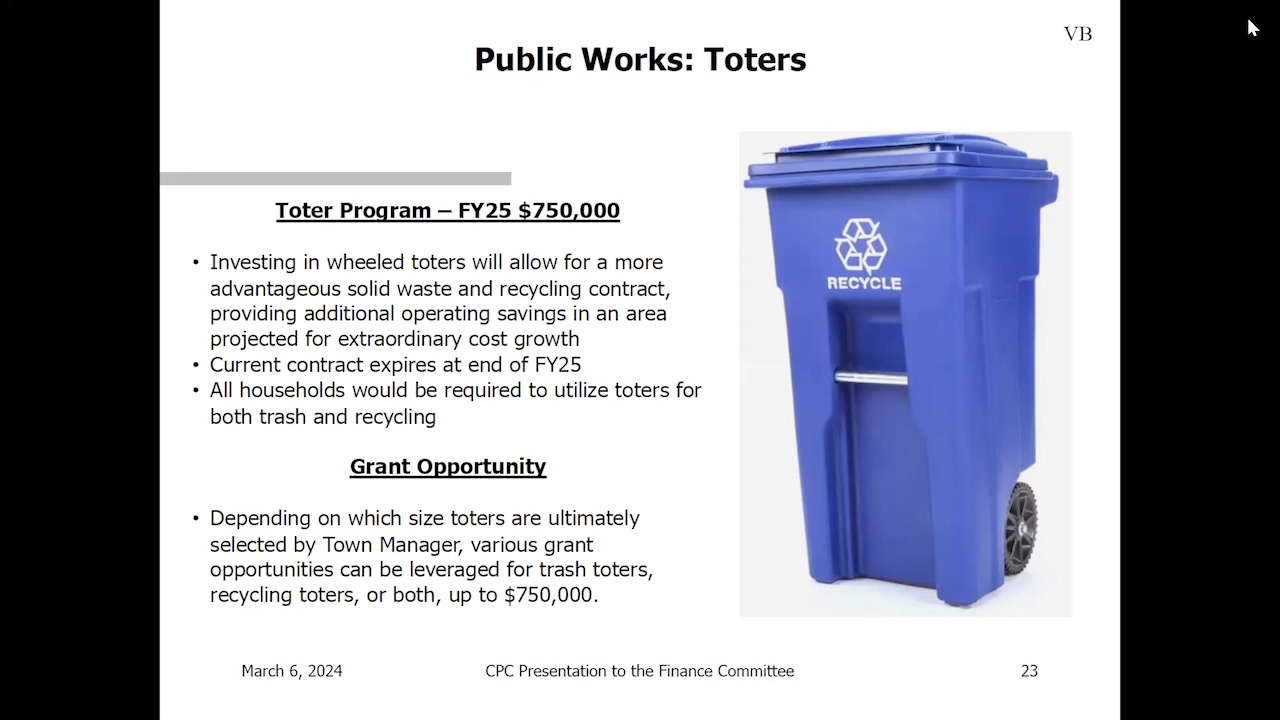 VB
Public Works: Toters
Toter Program – FY25 $750,000
• Investing in wheeled toters will allow for a more
advantageous solid waste and recycling contract,
providing additional operating savings in an area
projected for extraordinary cost growth
• Current contract expires at end of FY25
• All households would be required to utilize toters for
both trash and recycling
Grant Opportunity
• Depending on which size toters are ultimately
selected by Town Manager, various grant
opportunities can be leveraged for trash toters,
recycling toters, or both, up to $750,000.
RECYCLE
March 6, 2024
CPC Presentation to the Finance Committee
23